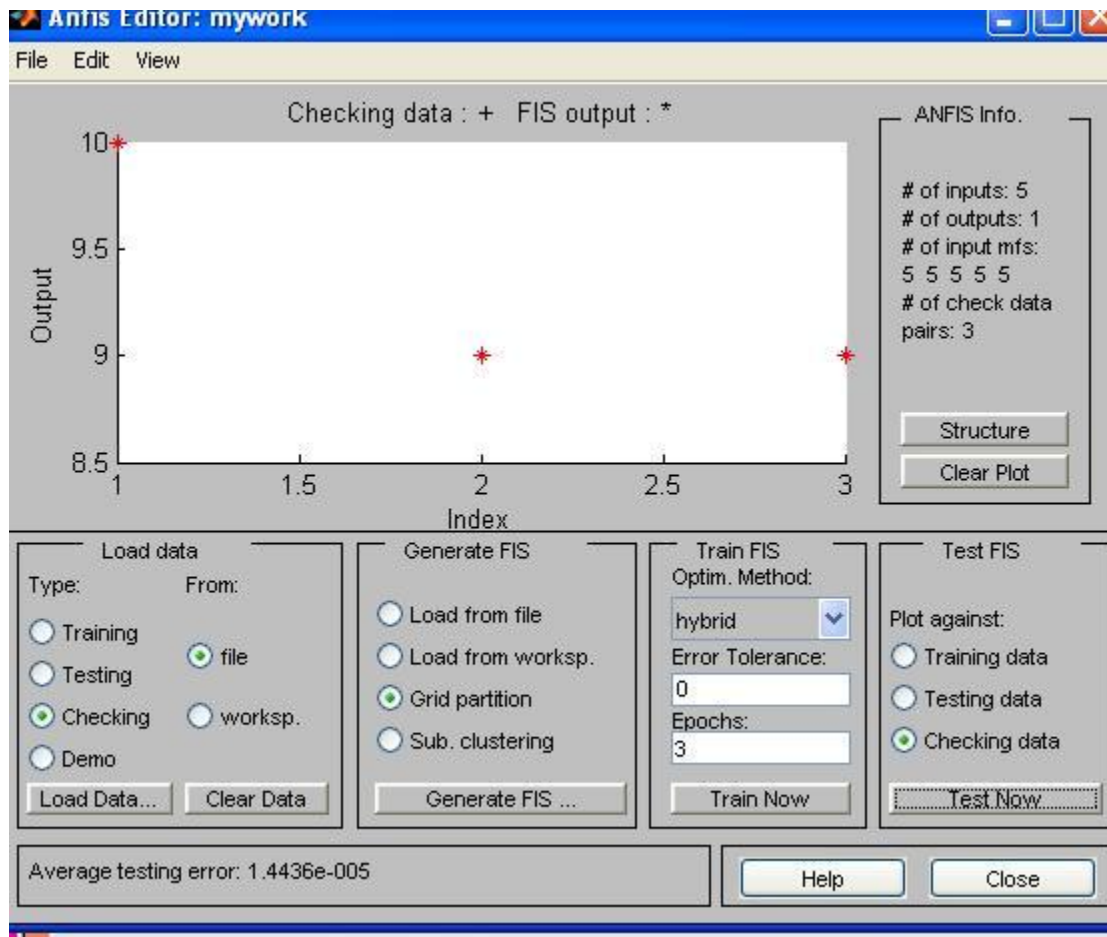 Anfis Editor: mywork
File Edit View
Checking data : + FIS output : *
10
9.5
9
8.5
Output
1 1.5 2 2.5 3
Index
ANFIS Info.
# of inputs: 5
# of outputs: 1
# of input mfs:
5 5 5 5 5
# of check data
pairs: 3
Structure
Clear Plot
Load data
Type: From:
Training
Testing
Checking
Demo
file
worksp.
Load Data... Clear Data
Generate FIS
Load from file
Load from worksp.
Grid partition
Sub. clustering
Generate FIS ...
Train FIS
Optim. Method:
hybrid
Error Tolerance:
0
Epochs:
3
Train Now
Test FIS
Plot against:
Training data
Testing data
Checking data
Test Now
Average testing error: 1.4436e-005
Help
Close